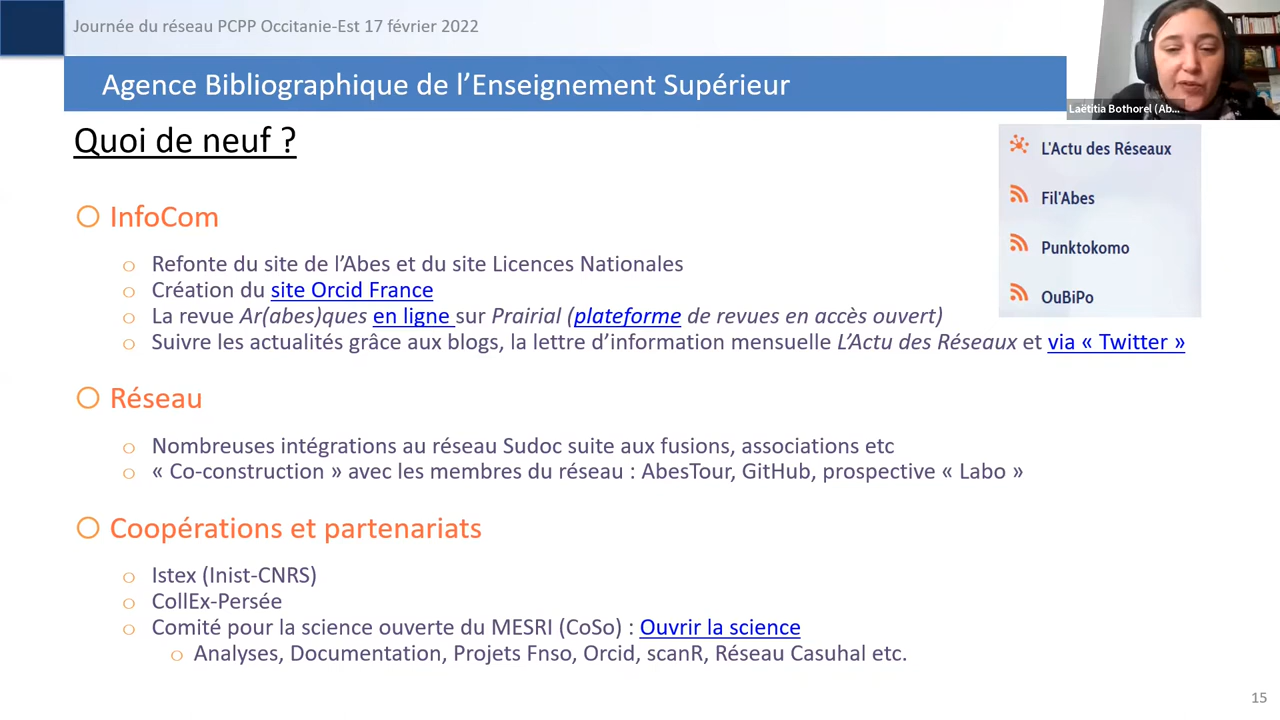 Journée du réseau PCPP Occitanie-Est 17 février 2022
Agence Bibliographique de l’Enseignement Supérieur
Laëtitia Bothorel (Ab...
Quoi de neuf ?
L'Actu des Réseaux
Fil'Abes
Punktokomo
OuBiPo
InfoCom
Refonte du site de l’Abes et du site Licences Nationales
Création du site Orcid France
La revue Ar(abes)ques en ligne sur Prairial (plateforme de revues en accès ouvert)
Suivre les actualités grâce aux blogs, la lettre d’information mensuelle L’Actu des Réseaux et via « Twitter »
Réseau
Nombreuses intégrations au réseau Sudoc suite aux fusions, associations etc
« Co-construction » avec les membres du réseau : AbesTour, GitHub, prospective « Labo »
Coopérations et partenariats
Istex (Inist-CNRS)
CollEx-Persée
Comité pour la science ouverte du MESRI (CoSo) : Ouvrir la science
Analyses, Documentation, Projets Fnso, Orcid, scanR, Réseau Casuhal etc.
15